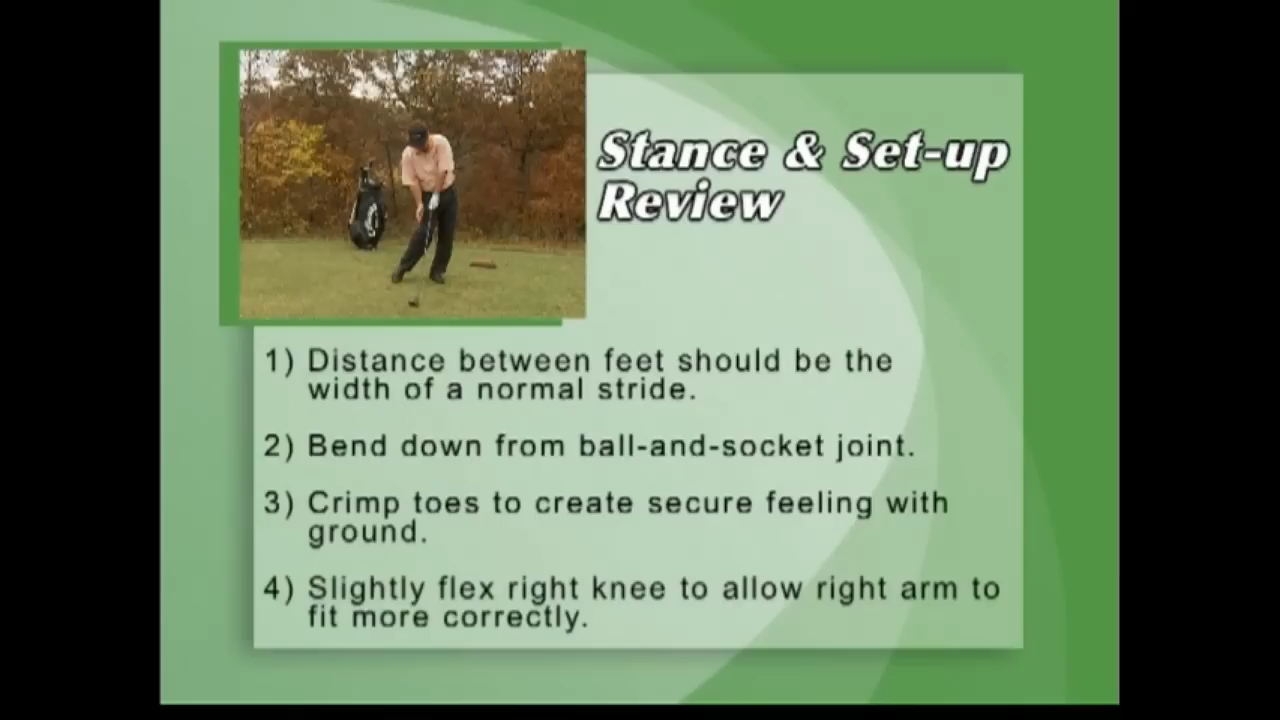 Stance & Set-up
Review
1) Distance between feet should be the
width of a normal stride.
2) Bend down from ball-and-socket joint.
3) Crimp toes to create secure feeling with
ground.
4) Slightly flex right knee to allow right arm to
fit more correctly.